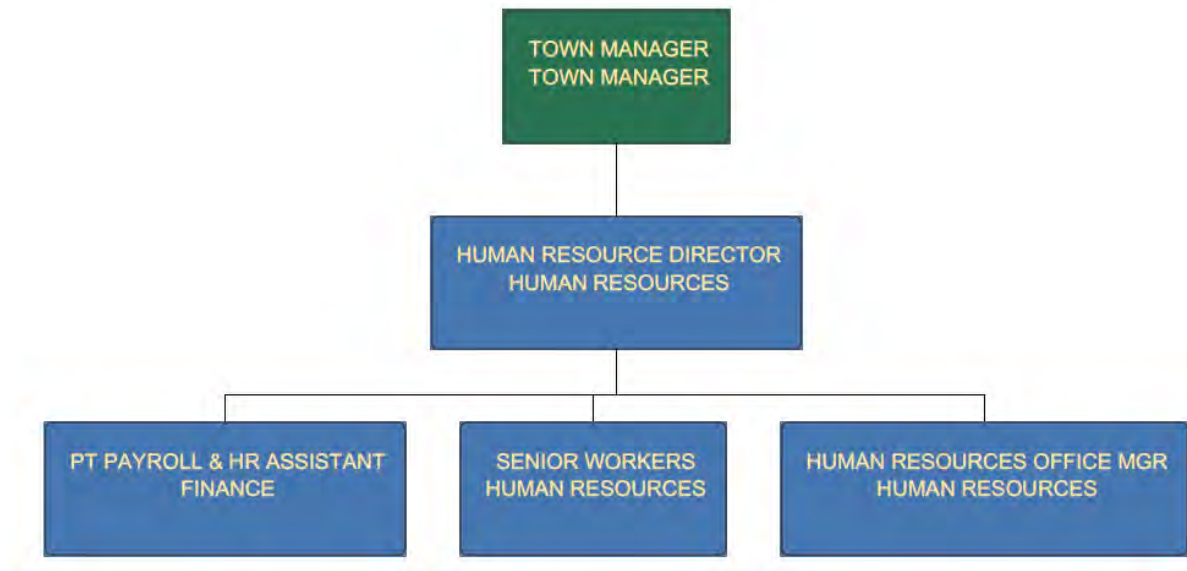 TOWN MANAGER
TOWN MANAGER
HUMAN RESOURCE DIRECTOR
HUMAN RESOURCES
PT PAYROLL & HR ASSISTANT
FINANCE
SENIOR WORKERS
HUMAN RESOURCES
HUMAN RESOURCES OFFICE MGR
HUMAN RESOURCES